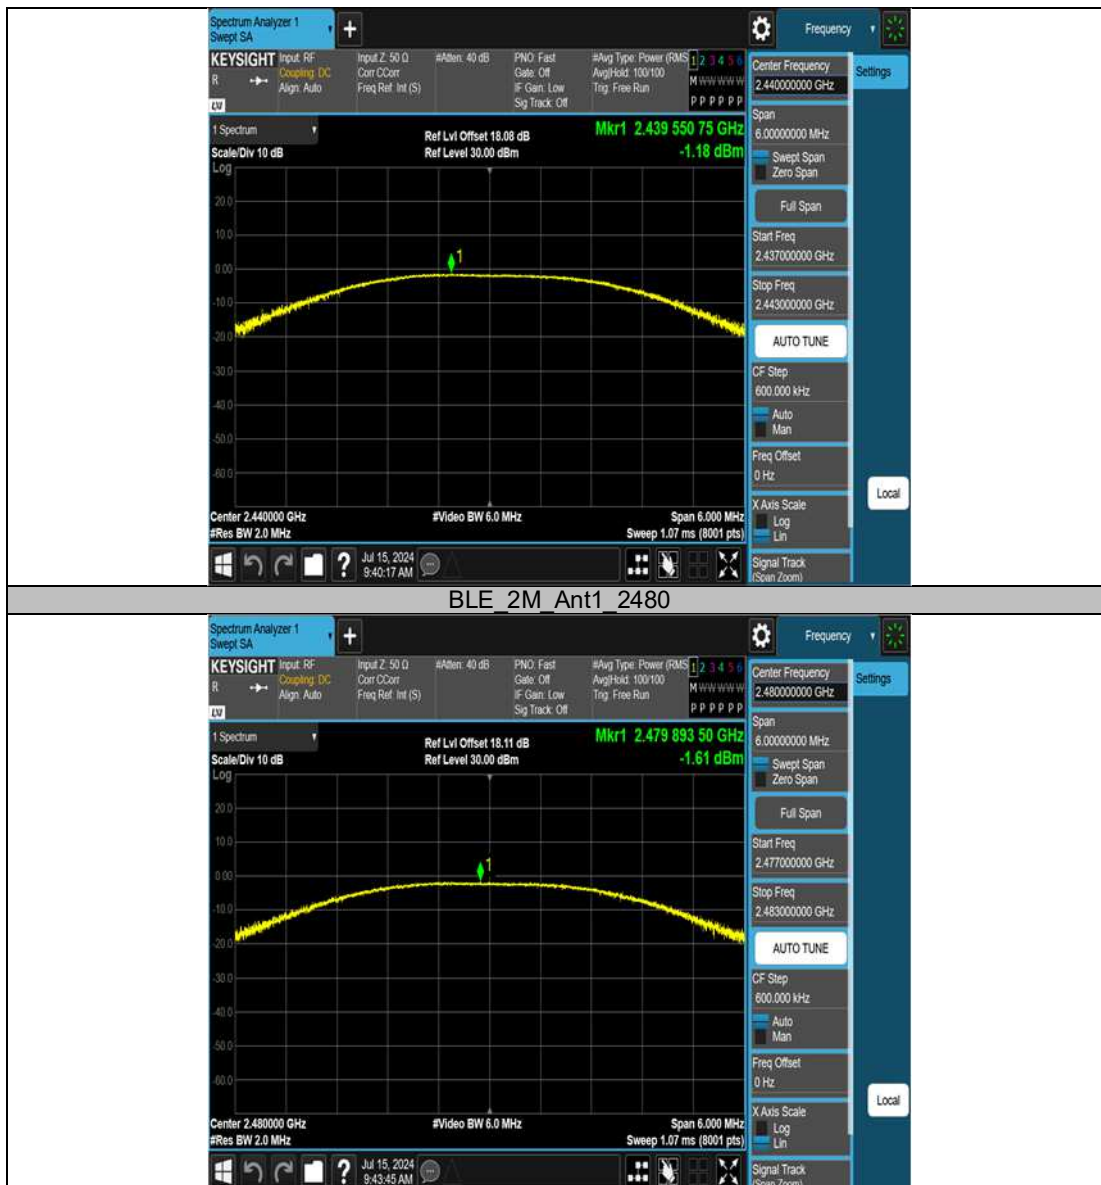 Spectrum Analyzer 1
Swept SA
+
Frequency
KEYSIGHT
R
Input: RF
Coupling: DC
Align: Auto
Input Z: 50 Ω
Corr CCorr
Freq Ref: Int (S)
#Atten: 40 dB
PNO: Fast
Gate: Off
IF Gain: Low
Sig Track: Off
#Avg Type: Power (RMS
Avg|Hold: 100/100
Trig: Free Run
1 2 3 4 5 6
M W W W W W
P P P P P P
Center Frequency
2.440000000 GHz
Settings
Span
6.00000000 MHz
Swept Span
Zero Span
Full Span
Start Freq
2.437000000 GHz
Stop Freq
2.443000000 GHz
AUTO TUNE
CF Step
600.000 kHz
Auto
Man
Freq Offset
0 Hz
X Axis Scale
Log
Lin
Signal Track
(Span Zoom)
Local
1 Spectrum
Scale/Div 10 dB
Log
Ref Lvl Offset 18.08 dB
Ref Level 30.00 dBm
Mkr1 2.439 550 75 GHz
-1.18 dBm
20.0
10.0
0.00
-10.0
-20.0
-30.0
-40.0
-50.0
-60.0
1
Center 2.440000 GHz
#Res BW 2.0 MHz
#Video BW 6.0 MHz
Span 6.000 MHz
Sweep 1.07 ms (8001 pts)
?
Jul 15, 2024
9:40:17 AM
BLE_2M_Ant1_2480
Spectrum Analyzer 1
Swept SA
+
Frequency
KEYSIGHT
R
Input: RF
Coupling: DC
Align: Auto
Input Z: 50 Ω
Corr CCorr
Freq Ref: Int (S)
#Atten: 40 dB
PNO: Fast
Gate: Off
IF Gain: Low
Sig Track: Off
#Avg Type: Power (RMS
Avg|Hold: 100/100
Trig: Free Run
1 2 3 4 5 6
M W W W W W
P P P P P P
Center Frequency
2.480000000 GHz
Settings
Span
6.00000000 MHz
Swept Span
Zero Span
Full Span
Start Freq
2.477000000 GHz
Stop Freq
2.483000000 GHz
AUTO TUNE
CF Step
600.000 kHz
Auto
Man
Freq Offset
0 Hz
X Axis Scale
Log
Lin
Signal Track
(Span Zoom)
Local
1 Spectrum
Scale/Div 10 dB
Log
Ref Lvl Offset 18.11 dB
Ref Level 30.00 dBm
Mkr1 2.479 893 50 GHz
-1.61 dBm
20.0
10.0
0.00
-10.0
-20.0
-30.0
-40.0
-50.0
-60.0
1
Center 2.480000 GHz
#Res BW 2.0 MHz
#Video BW 6.0 MHz
Span 6.000 MHz
Sweep 1.07 ms (8001 pts)
?
Jul 15, 2024
9:43:45 AM